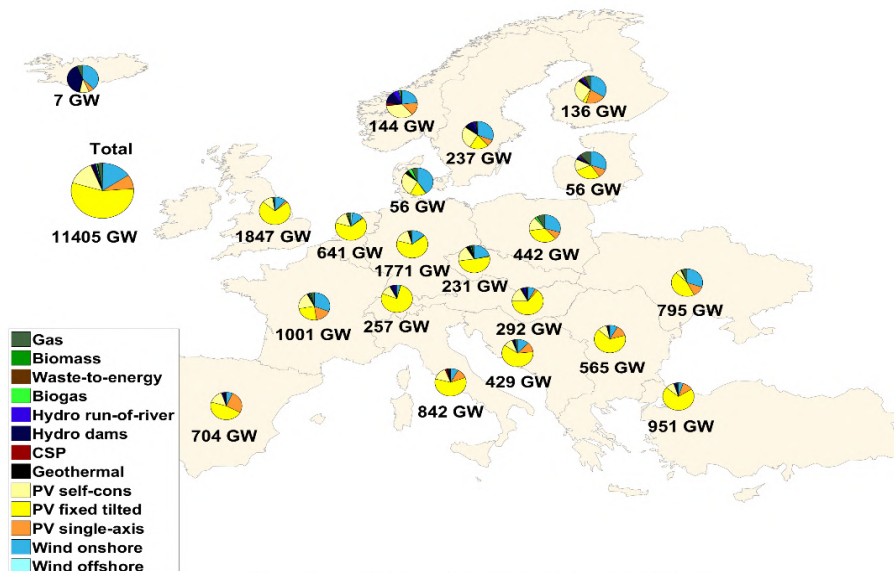 7 GW
144 GW
136 GW
237 GW
Total
56 GW
56 GW
11405 GW
1847 GW
641 GW
1771 GW
442 GW
231 GW
795 GW
1001 GW
257 GW
292 GW
565 GW
429 GW
842 GW
704 GW
951 GW
Gas
Biomass
Waste-to-energy
Biogas
Hydro run-of-river
Hydro dams
CSP
Geothermal
PV self-cons
PV fixed tilted
PV single-axis
Wind onshore
Wind offshore